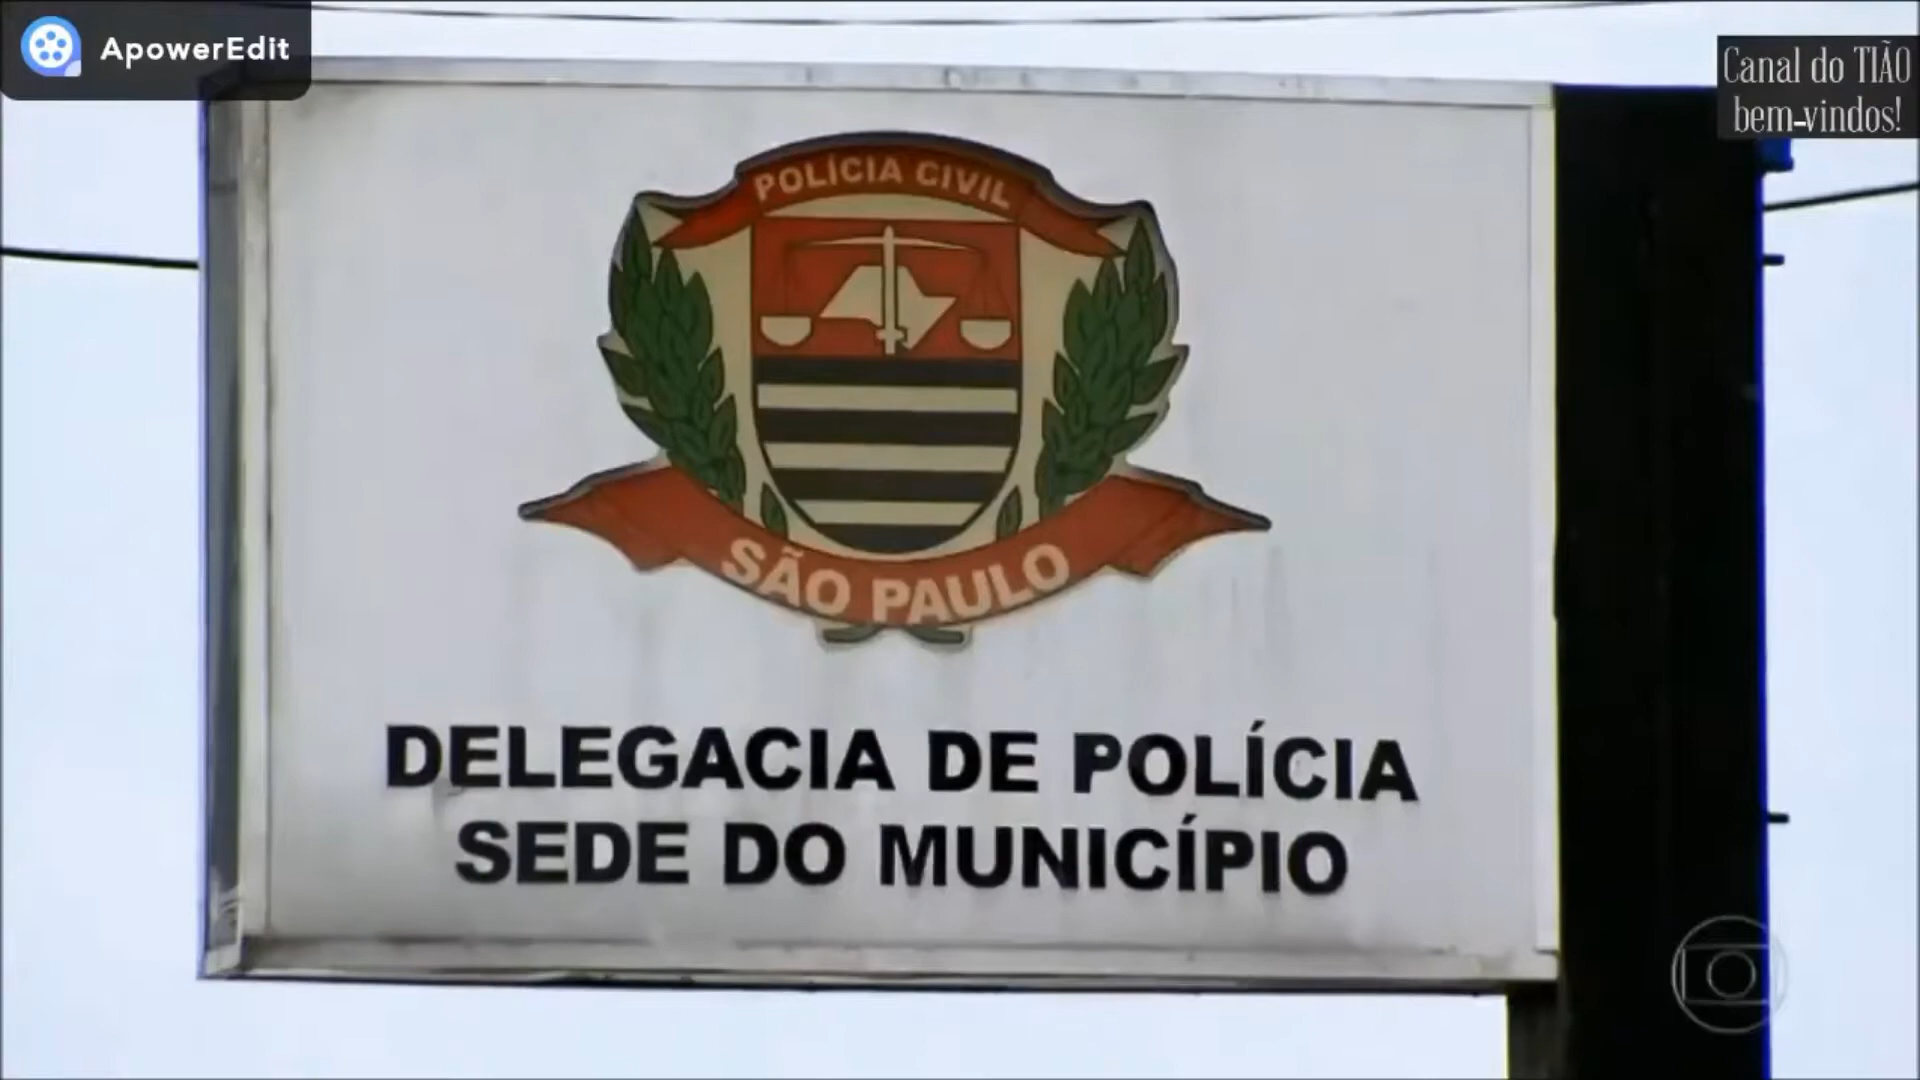 ApowerEdit
Canal do TIÃO
bem-vindos!
POLÍCIA CIVIL
SÃO PAULO
DELEGACIA DE POLÍCIA
SEDE DO MUNICÍPIO